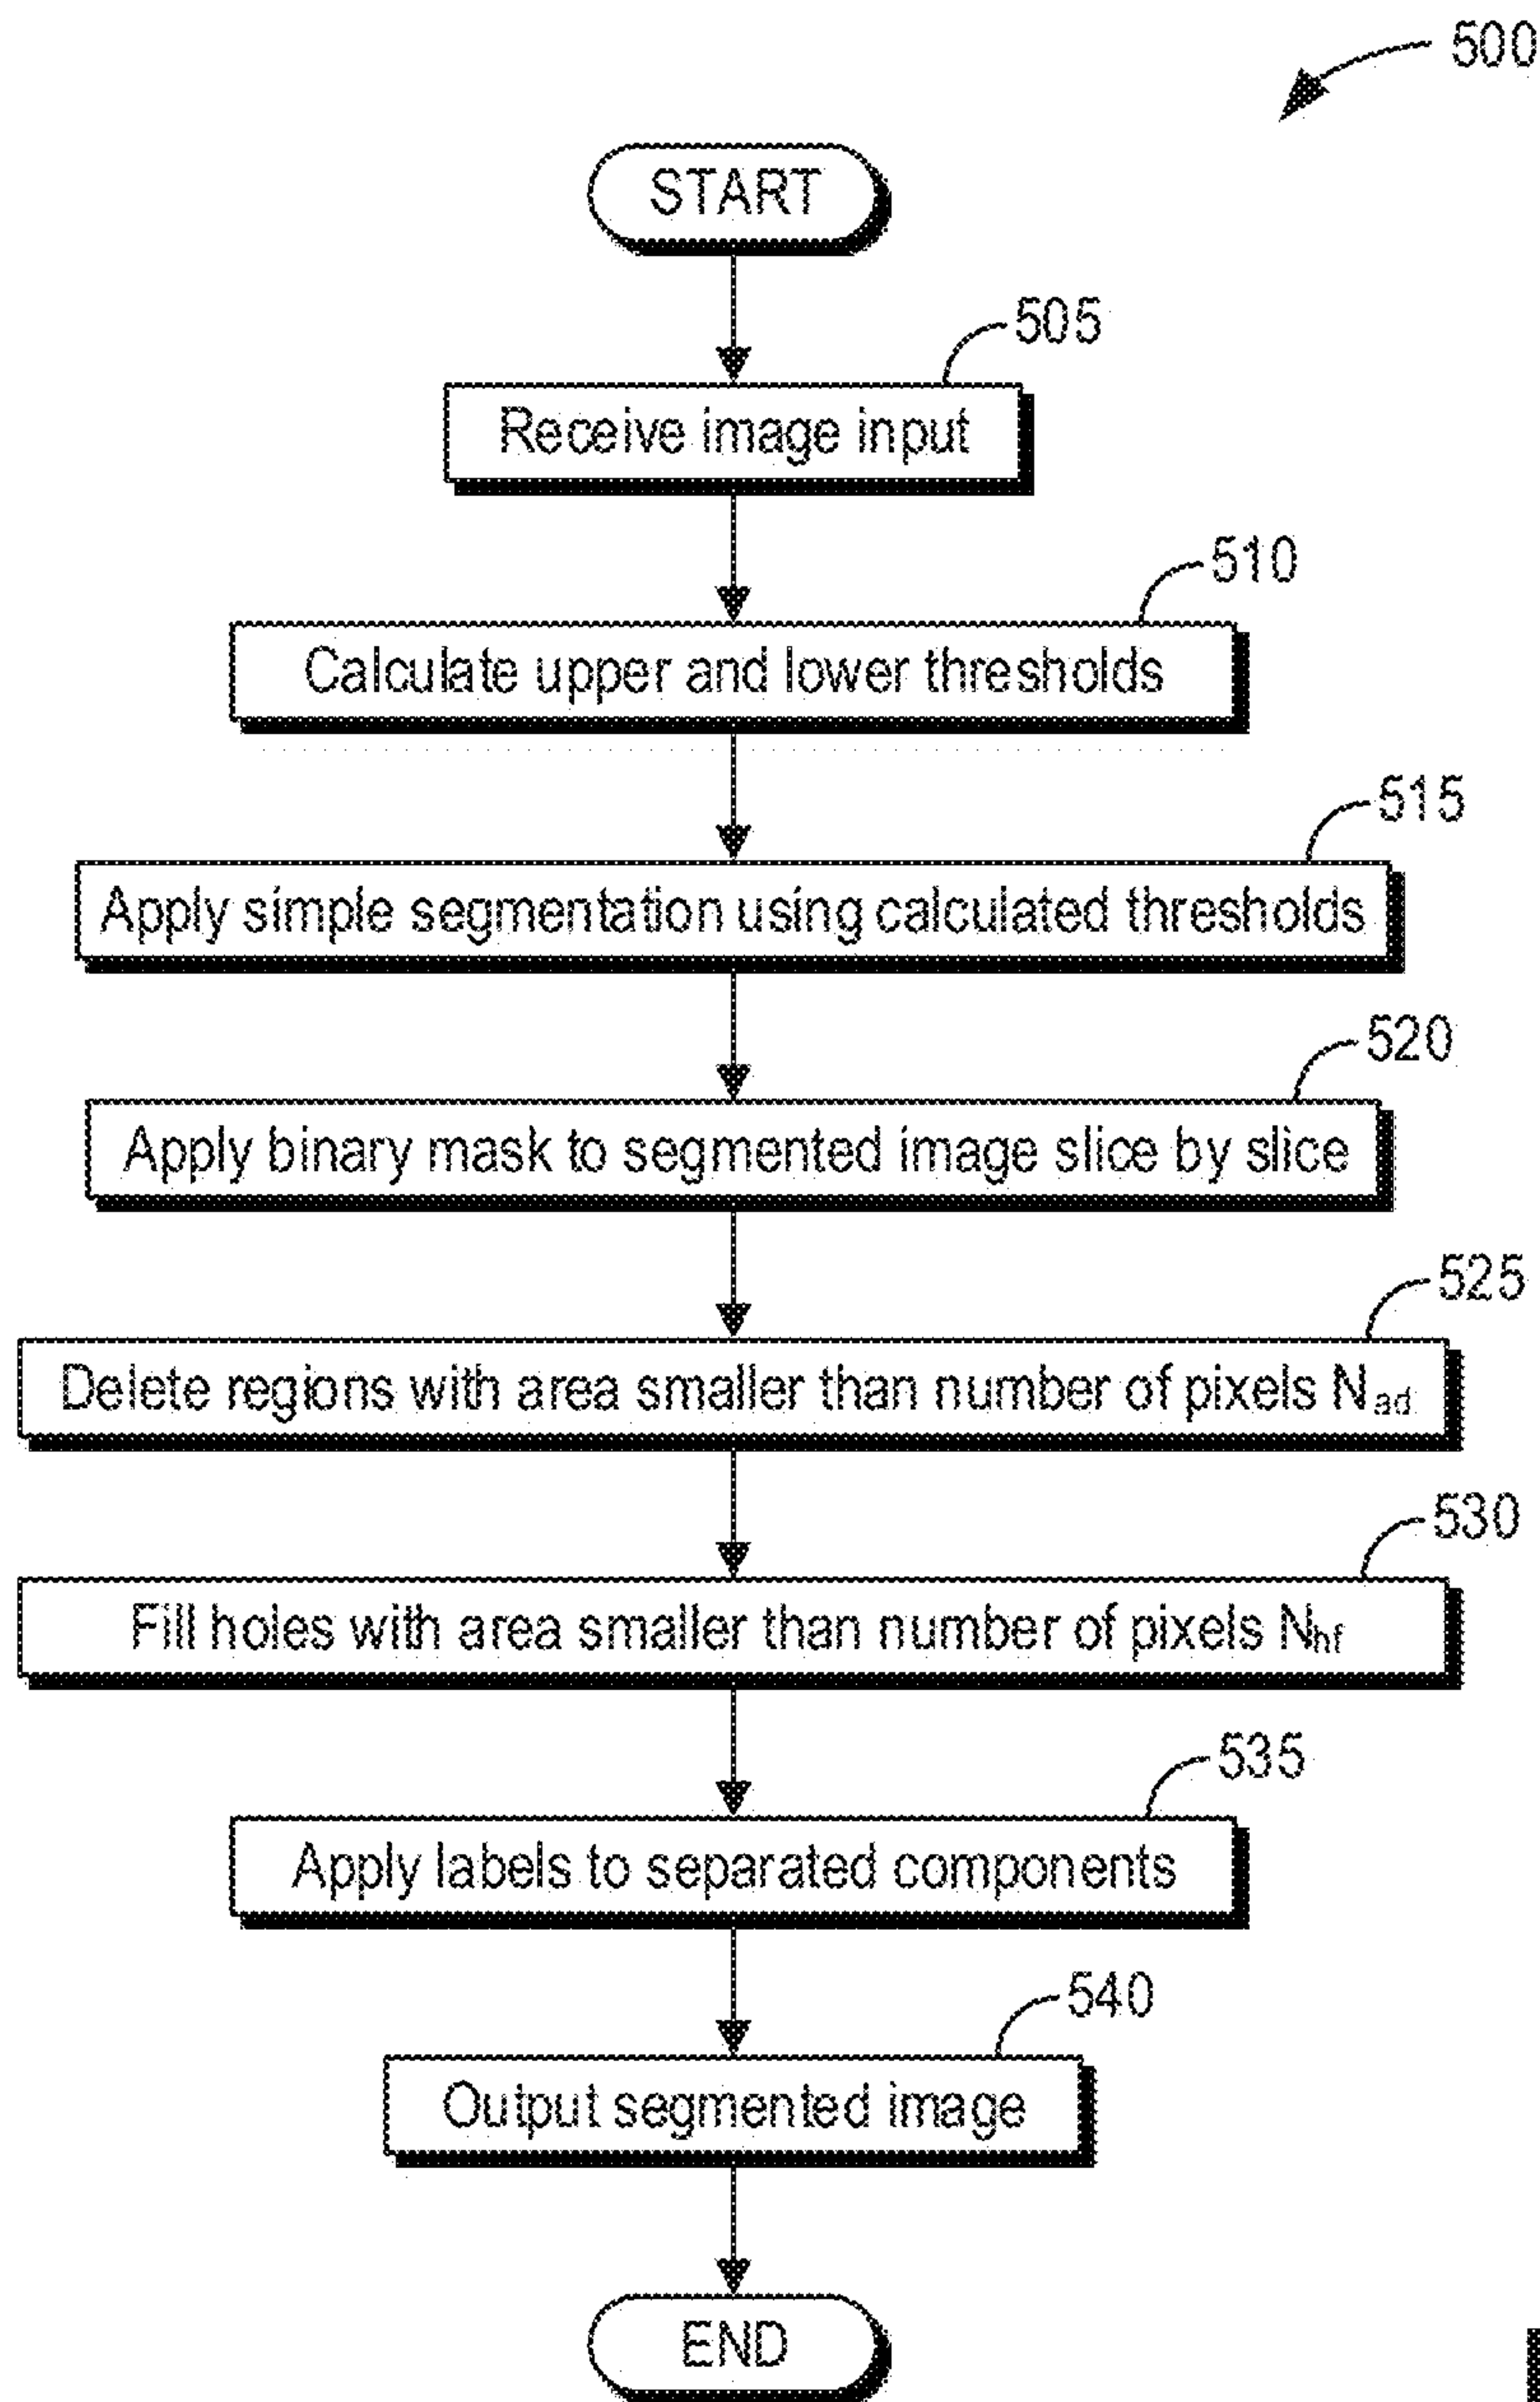 500
START
505
Receive image input
510
Calculate upper and lower thresholds
515
Apply simple segmentation using calculated thresholds
520
Apply binary mask to segmented image slice by slice
525
Delete regions with area smaller than number of pixels Nad
530
Fill holes with area smaller than number of pixels Nhf
535
Apply labels to separated components
540
Output segmented image
END